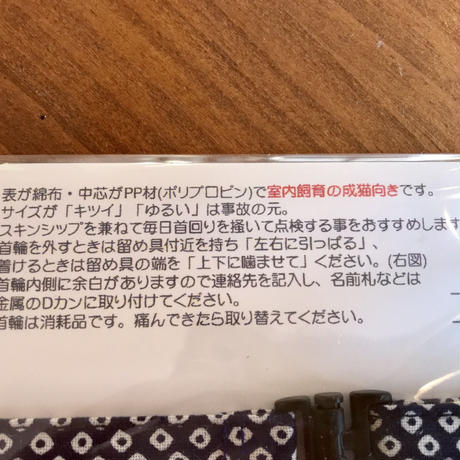 表が綿布・中芯がPP材(ポリプロピン)で室内飼育の成猫向きです。
サイズが「キツイ」「ゆるい」は事故の元。
スキンシップを兼ねて毎日首回りを掻いて点検する事をおすすめします
首輪を外すときは留め具付近を持ち「左右に引っぱる」、
着けるときは留め具の端を「上下に噛ませて」ください。(右図)
首輪内側に余白がありますので連絡先を記入し、名前札などは
金属のDカンに取り付けてください。
首輪は消耗品です。痛んできたら取り替えてください。